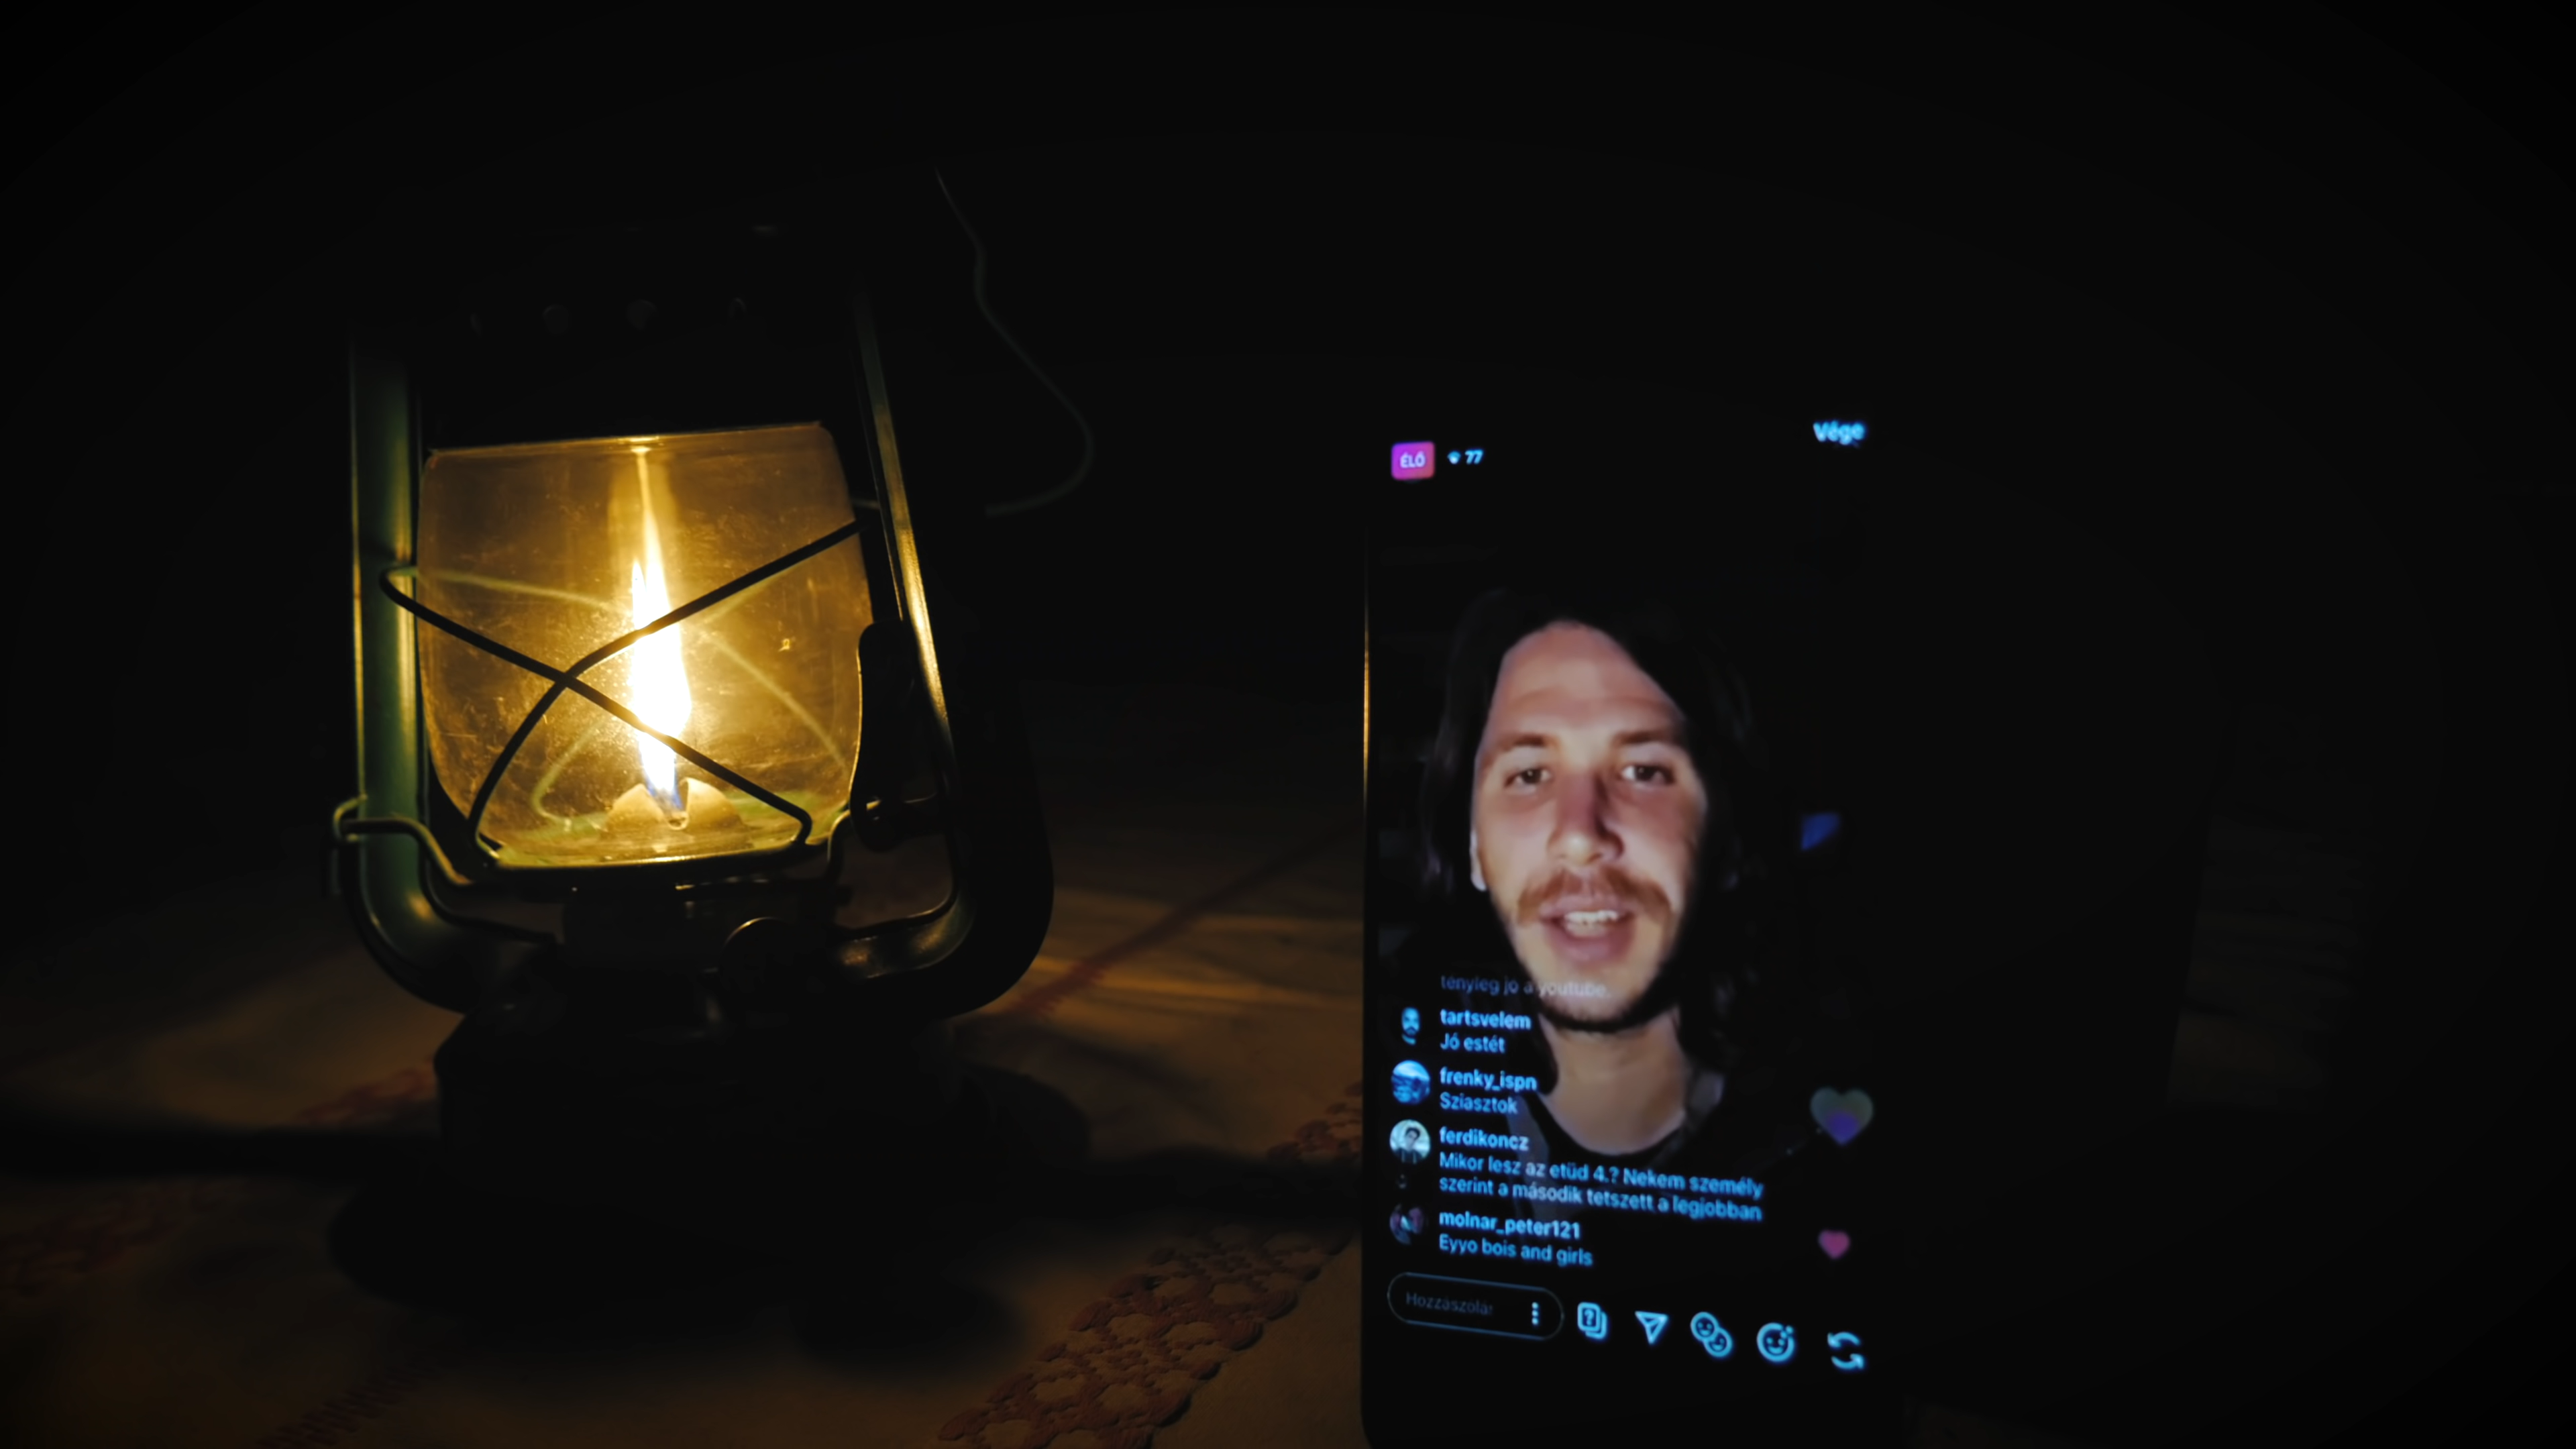 Vége
ÉLŐ 77
tényleg jó a youtube.
tartsvelem
Jó estét
frenky_ispn
Sziasztok
ferdikoncz
Mikor lesz az etűd 4.? Nekem személy
szerint a második tetszett a legjobban
molnar_peter121
Eyyo bois and girls
Hozzászólás